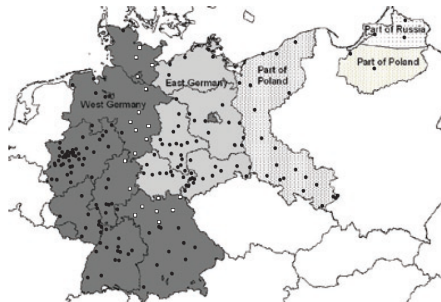 Part of Russia
East Germany
Part of
Poland
Part of Poland
West Germany